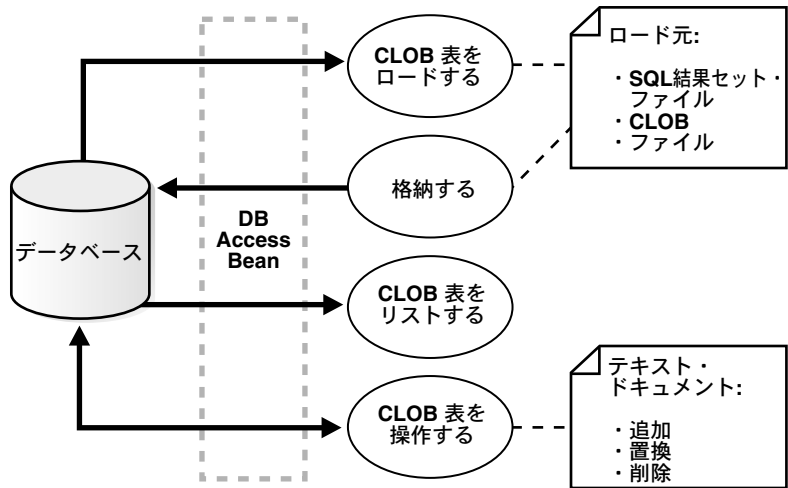 CLOB 表を
ロードする
ロード元:
・SQL結果セット・
ファイル
・CLOB
・ファイル
格納する
データベース
DB
Access
Bean
CLOB 表を
リストする
CLOB 表を
操作する
テキスト・
ドキュメント:
・追加
・置換
・削除